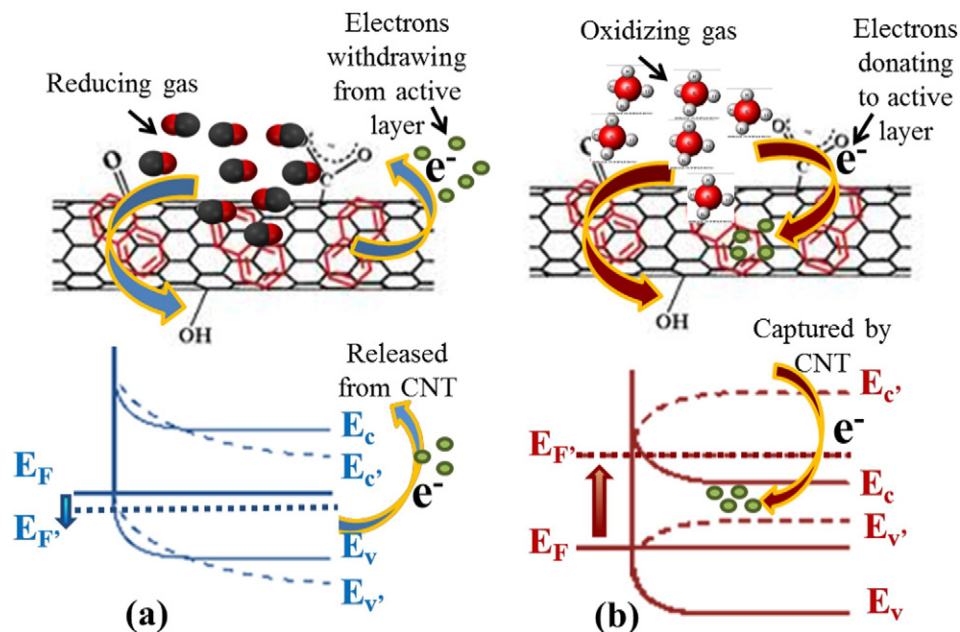 Reducing gas
Electrons
withdrawing
from active
layer
e-
O
C
O
OH
Released
from CNT
Ec
Ec'
EF
EF'
e-
Ev
Ev'
(a)
Oxidizing gas
Electrons
donating
to active
layer
e-
O
C
O
OH
Captured by
CNT
Ec'
e-
EF'
Ec
Ev'
EF
Ev
(b)